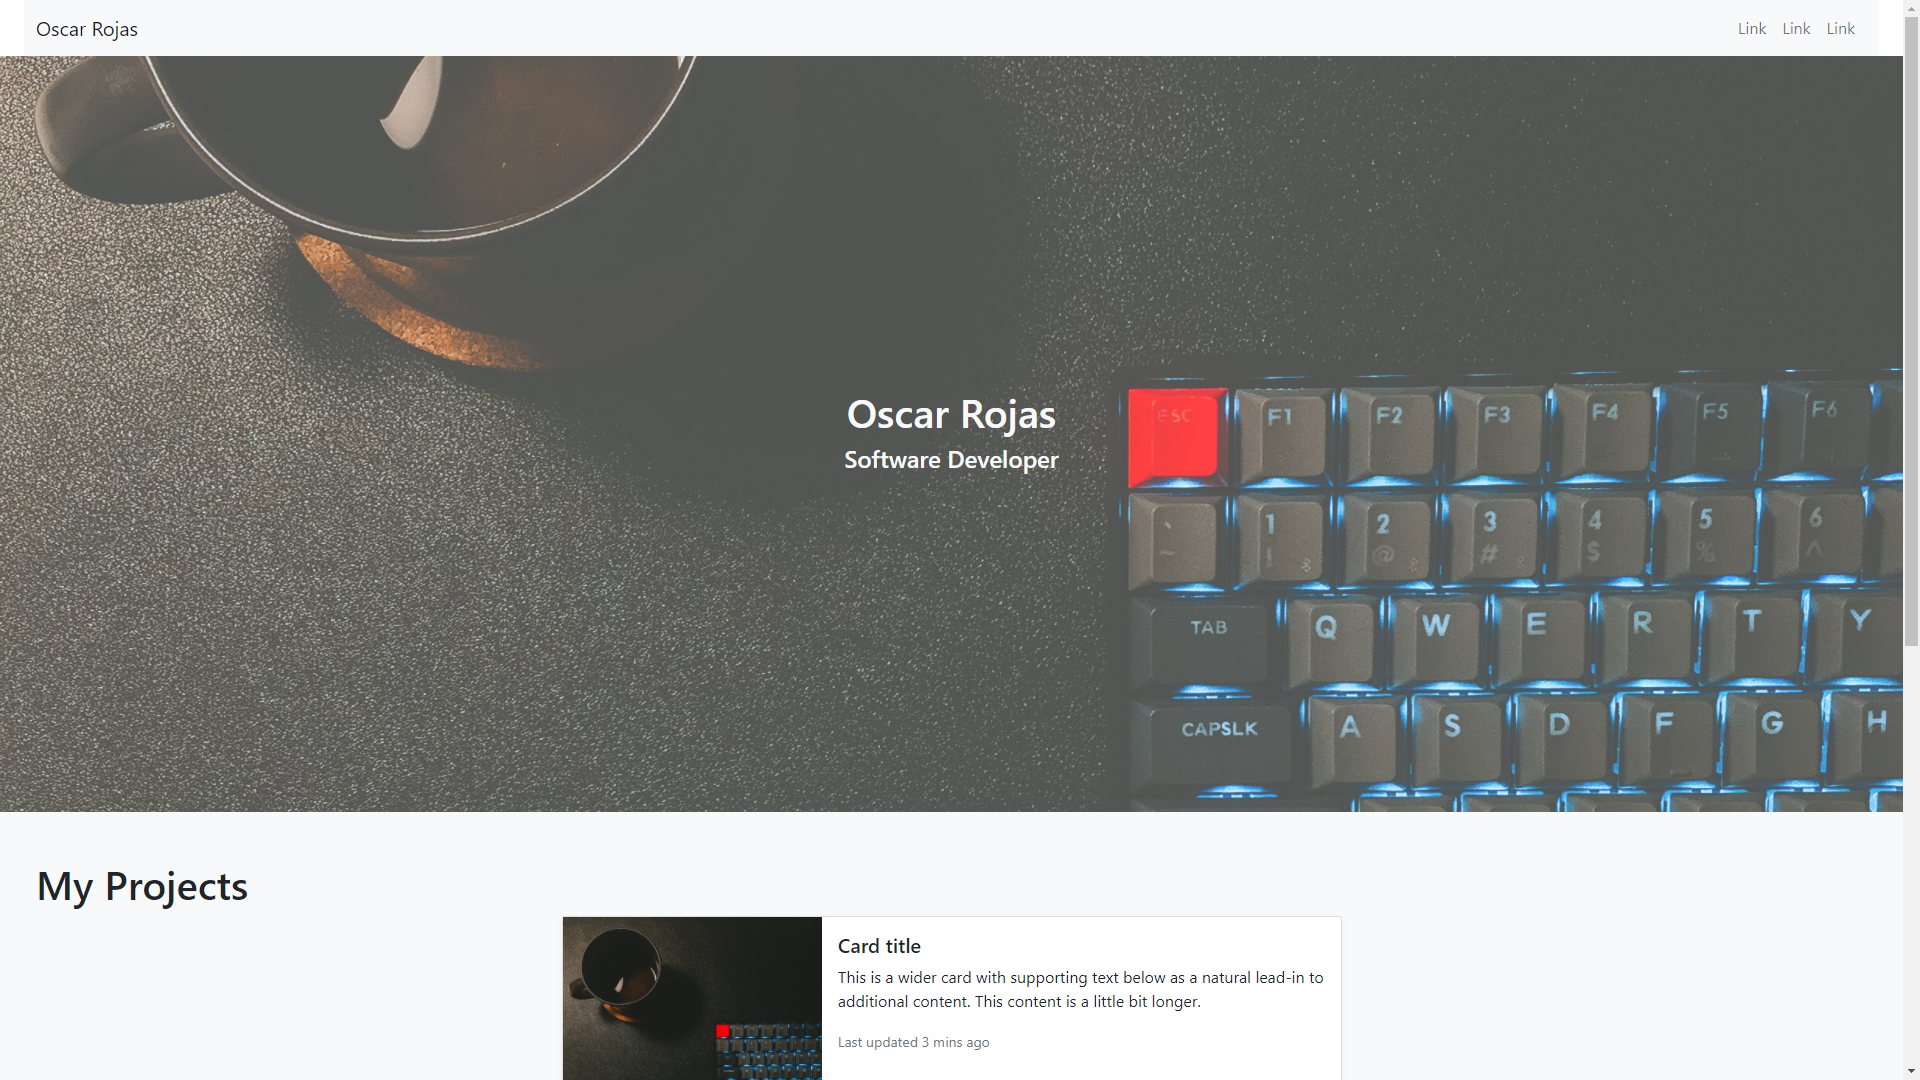 Oscar Rojas
Link Link Link
Oscar Rojas
Software Developer
ESC F1 F2 F3 F4 F5 F6
` 1 2 3 4 5 6
~ ! @ # $ % ^
TAB Q W E R T Y
CAPSLK A S D F G H
My Projects
Card title
This is a wider card with supporting text below as a natural lead-in to
additional content. This content is a little bit longer.
Last updated 3 mins ago